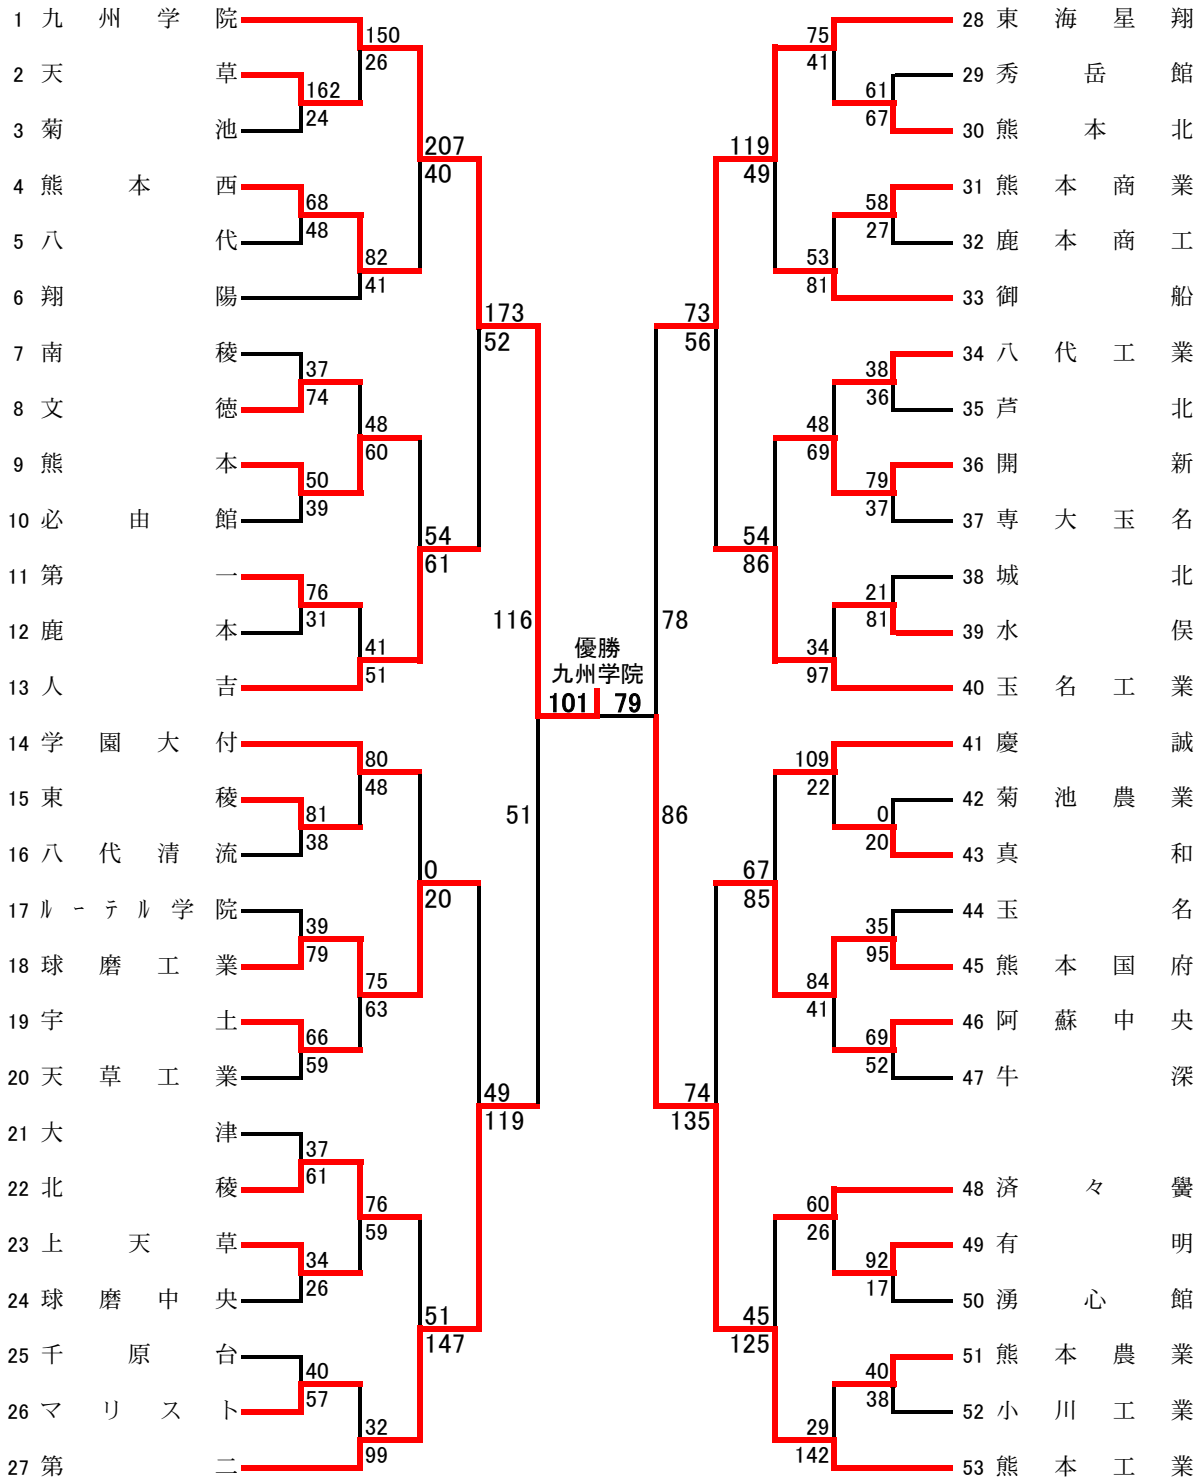 1 九州学院
2 天草
3 菊池
4 熊本西
5 八代
6 翔陽
7 南稜
8 文徳
9 熊本
10 必由館
11 第一
12 鹿本
13 人吉
14 学園大付
15 東稜
16 八代清流
17 ﾙｰﾃﾙ学院
18 球磨工業
19 宇土
20 天草工業
21 大津
22 北稜
23 上天草
24 球磨中央
25 千原台
26 マリスト
27 第二
150
26
162
24
68
48
82
41
207
40
37
74
48
60
50
39
76
31
41
51
54
61
173
52
80
48
81
38
39
79
75
63
66
59
0
20
37
61
76
59
34
26
40
57
32
99
51
147
49
119
116
51
優勝
九州学院
101 79
78
86
73
56
119
49
75
41
61
67
58
27
53
81
38
36
48
69
79
37
54
86
21
81
34
97
109
22
0
20
67
85
35
95
84
41
69
52
74
135
60
26
92
17
45
125
40
38
29
142
28 東海星翔
29 秀岳館
30 熊本北
31 熊本商業
32 鹿本商工
33 御船
34 八代工業
35 芦北
36 開新
37 専大玉名
38 城北
39 水俣
40 玉名工業
41 慶誠
42 菊池農業
43 真和
44 玉名
45 熊本国府
46 阿蘇中央
47 牛深
48 済々黌
49 有明
50 湧心館
51 熊本農業
52 小川工業
53 熊本工業